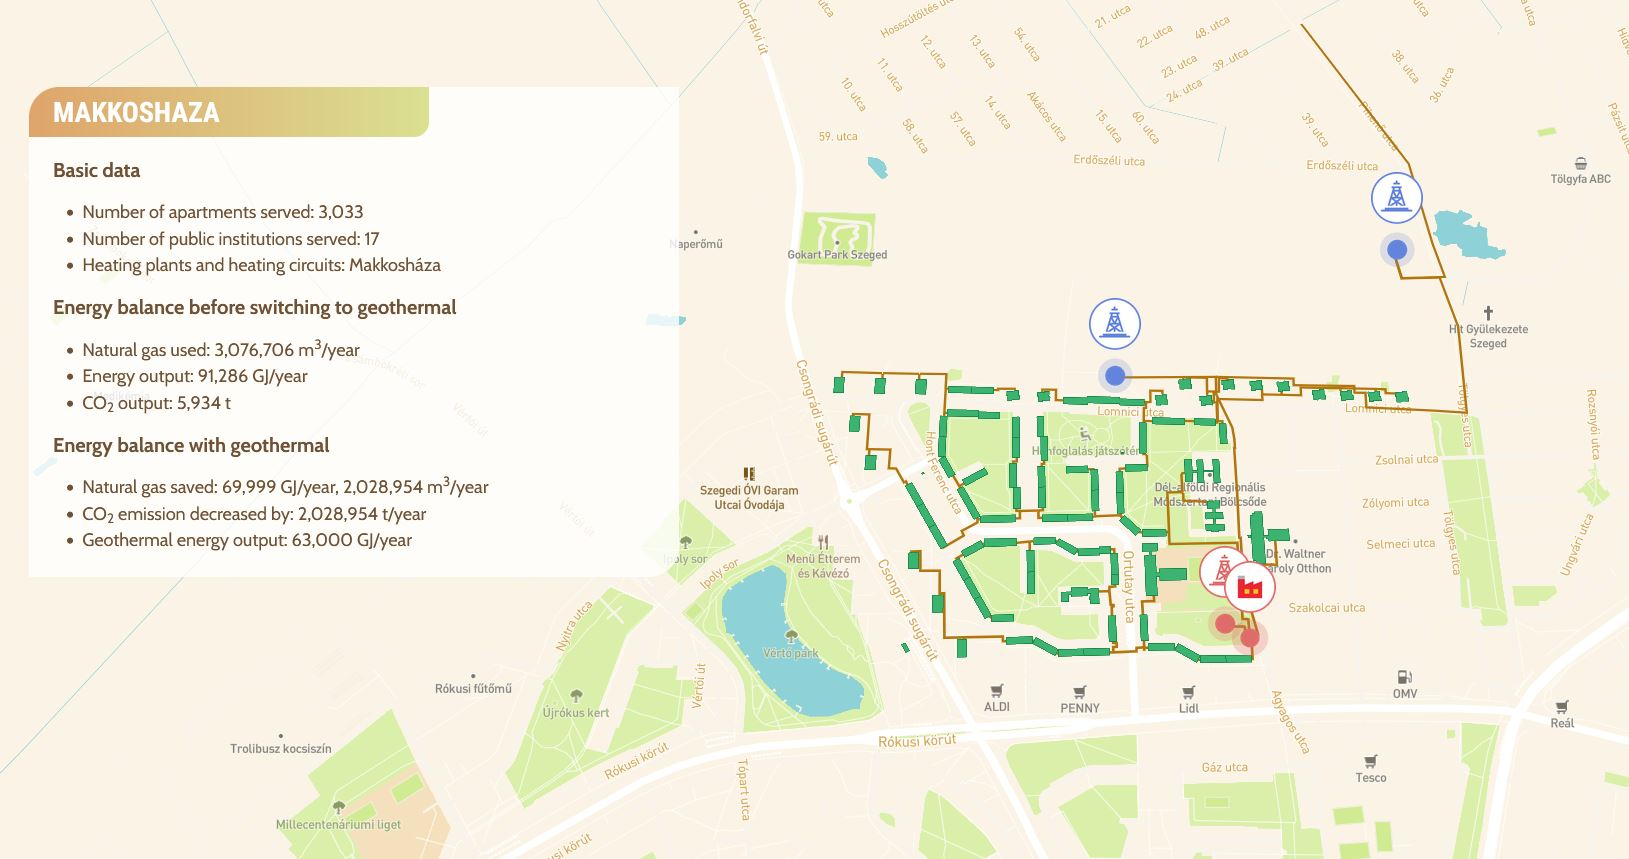 MAKKOSHAZA
Basic data
• Number of apartments served: 3,033
• Number of public institutions served: 17
• Heating plants and heating circuits: Makkosháza
Energy balance before switching to geothermal
• Natural gas used: 3,076,706 m³/year
• Energy output: 91,286 GJ/year
• CO₂ output: 5,934 t
Energy balance with geothermal
• Natural gas saved: 69,999 GJ/year, 2,028,954 m³/year
• CO₂ emission decreased by: 2,028,954 t/year
• Geothermal energy output: 63,000 GJ/year
Hosszútöltés
21. utca
48. utca
54. utca
22. utca
12. utca
13. utca
39. utca
38. utca
11. utca
23. utca
36. utca
10. utca
24. utca
14. utca
Akácos utca
57. utca
15. utca
60. utca
58. utca
39. utca
59. utca
Erdőszéli utca
Erdőszéli utca
Tölgyfa ABC
Naperőmű
Gokart Park Szeged
Hit Gyülekezete
Szeged
Csongrádi sugárút
Lomnici utca
Lomnici utca
Tölgyes utca
Rozsnyói utca
Hont Ferenc utca
Honfoglalás játszótér
Zsolnai utca
Szegedi ÓVI Garam
Utcai Óvodája
Dél-alföldi Regionális
Módszertani Bölcsőde
Zólyomi utca
Vértói út
Vértói út
Tölgyes utca
Selmeci utca
Ungvári utca
Ipoly sor
Ipoly sor
Menü Étterem
és Kávézó
Dr. Waltner
Károly Otthon
Ortutay utca
Csongrádi sugárút
Szakolcai utca
Nyitra utca
Vértó park
Vértói út
Rókusi fűtőmű
Újrókus kert
ALDI
PENNY
Lidl
OMV
Reál
Agyagos utca
Rókusi körút
Trolibusz kocsiszín
Rókusi körút
Tópart utca
Gáz utca
Tesco
Millecentenáriumi liget